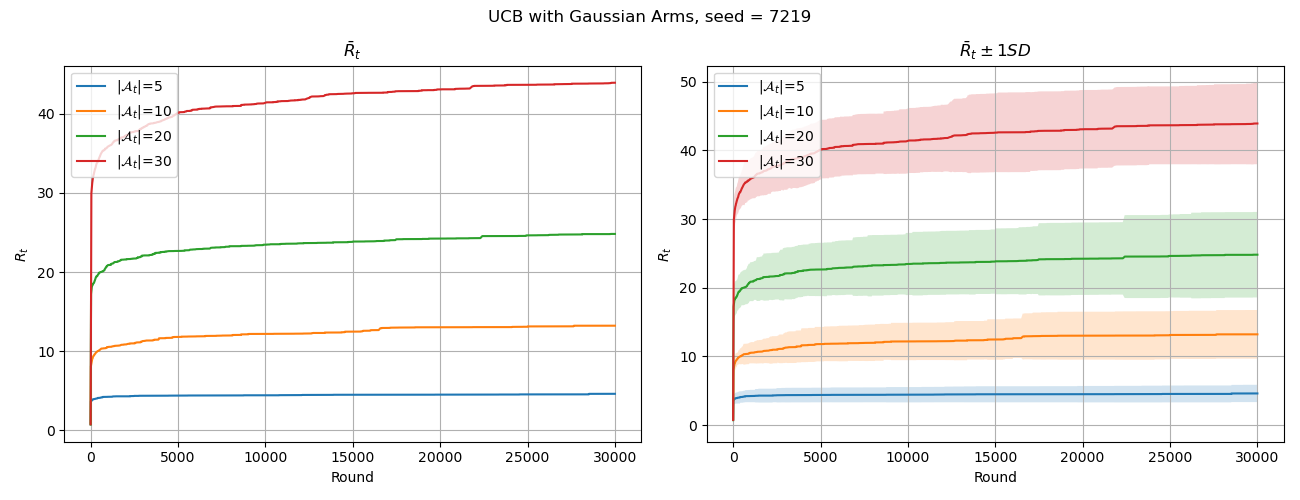 UCB with Gaussian Arms, seed = 7219
R̄ₜ
|𝒜ₜ|=5
|𝒜ₜ|=10
|𝒜ₜ|=20
|𝒜ₜ|=30
40
30
20
10
0
Rₜ
0 5000 10000 15000 20000 25000 30000
Round
R̄ₜ ± 1SD
|𝒜ₜ|=5
|𝒜ₜ|=10
|𝒜ₜ|=20
|𝒜ₜ|=30
50
40
30
20
10
0
Rₜ
0 5000 10000 15000 20000 25000 30000
Round